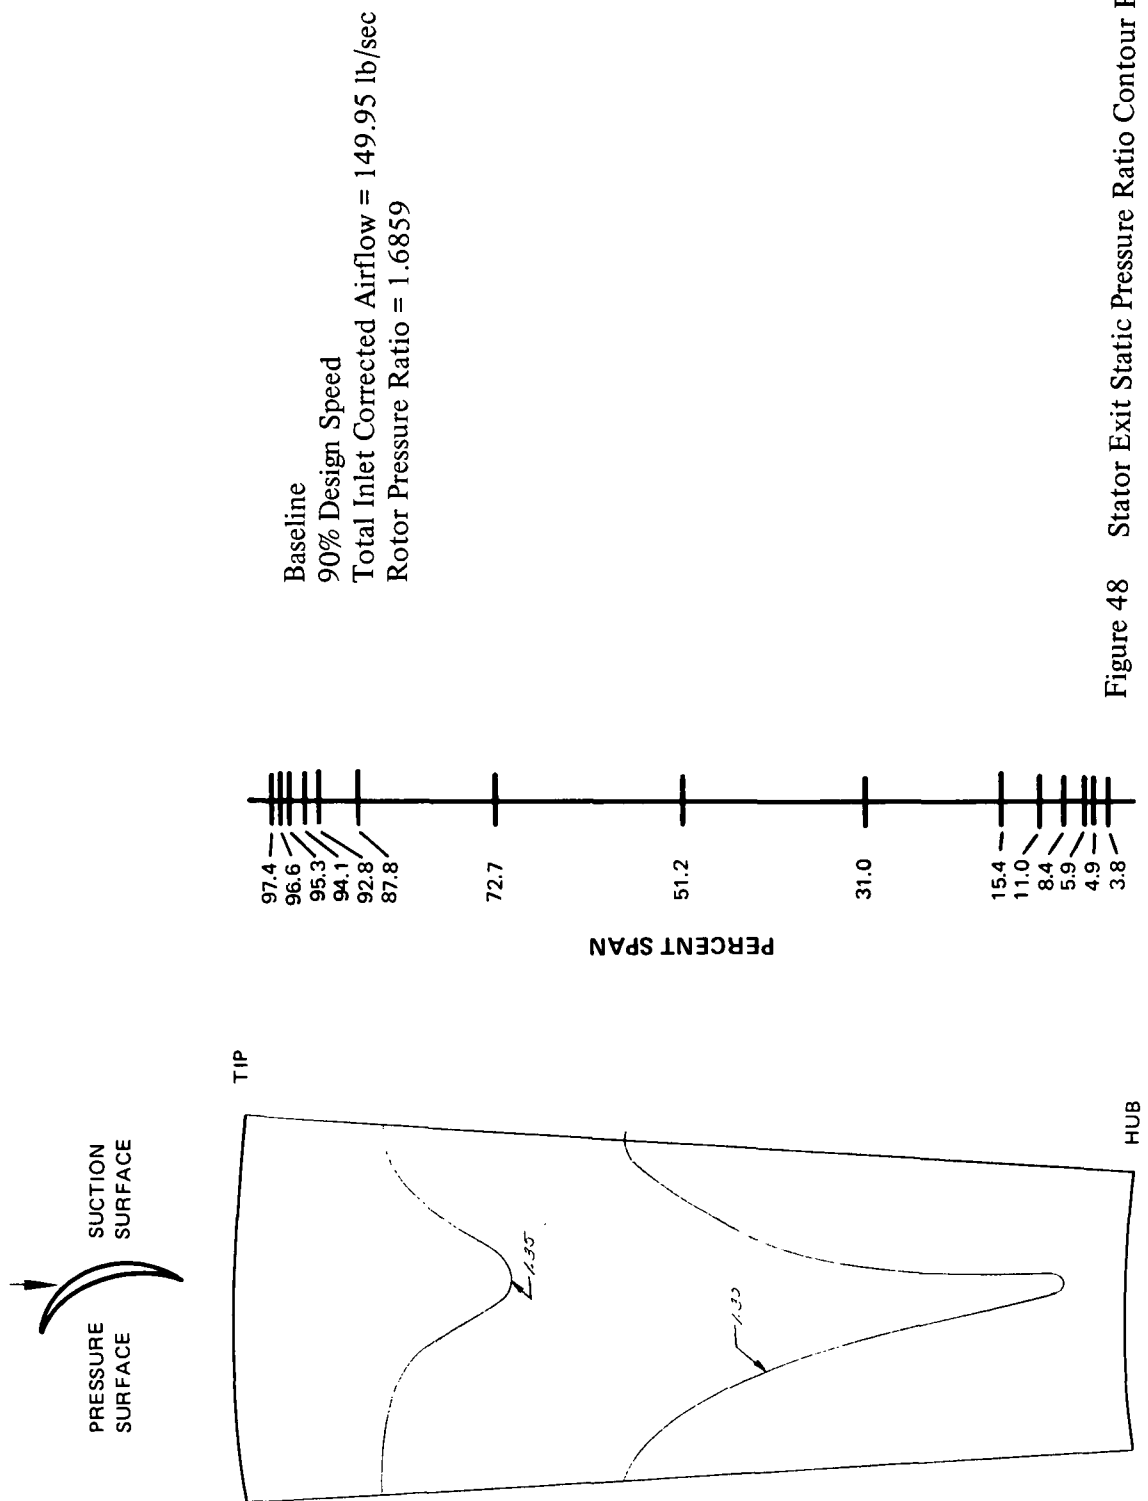 PRESSURE
SURFACE
SUCTION
SURFACE
TIP
1.35
HUB
PERCENT SPAN
97.4
96.6
95.3
94.1
92.8
87.8
72.7
51.2
31.0
15.4
11.0
8.4
5.9
4.9
3.8
Baseline
90% Design Speed
Total Inlet Corrected Airflow = 149.95 lb/sec
Rotor Pressure Ratio = 1.6859
Figure 48 Stator Exit Static Pressure Ratio Contour